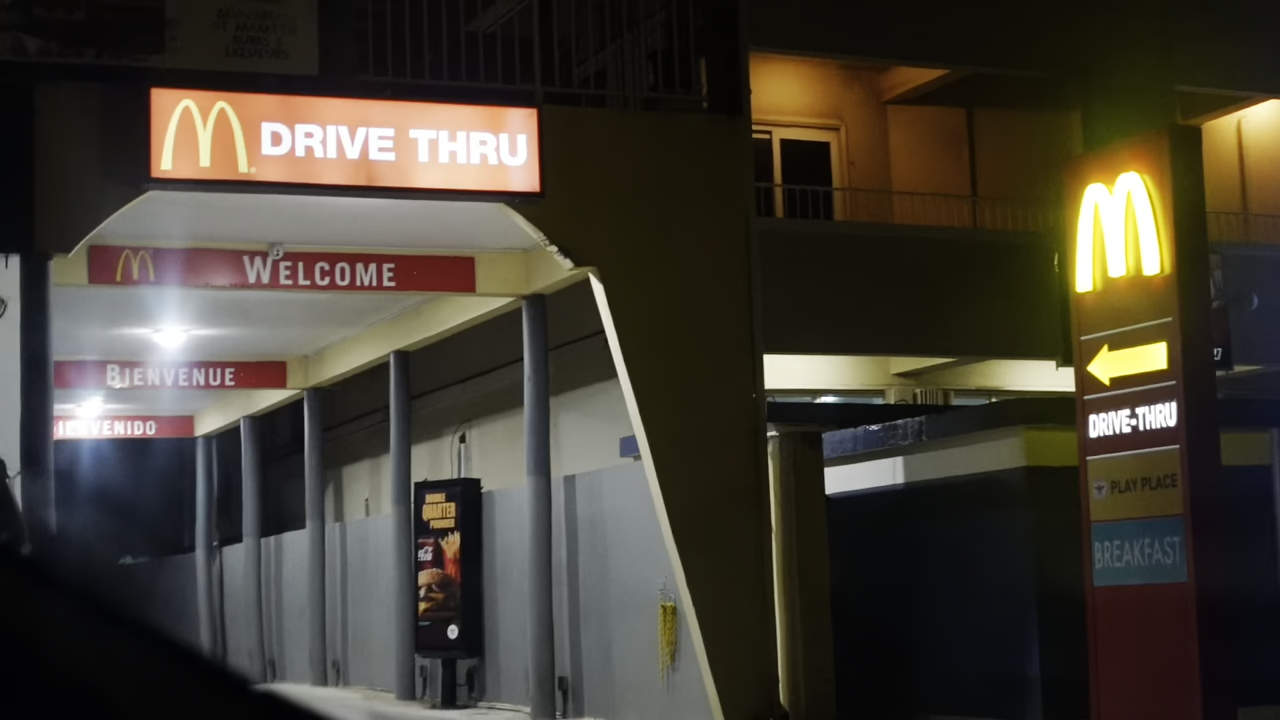 DRIVE THRU
WELCOME
BIENVENUE
IENVENIDO
DOUBLE
QUARTER
POUNDER
DRIVE-THRU
PLAY PLACE
BREAKFAST